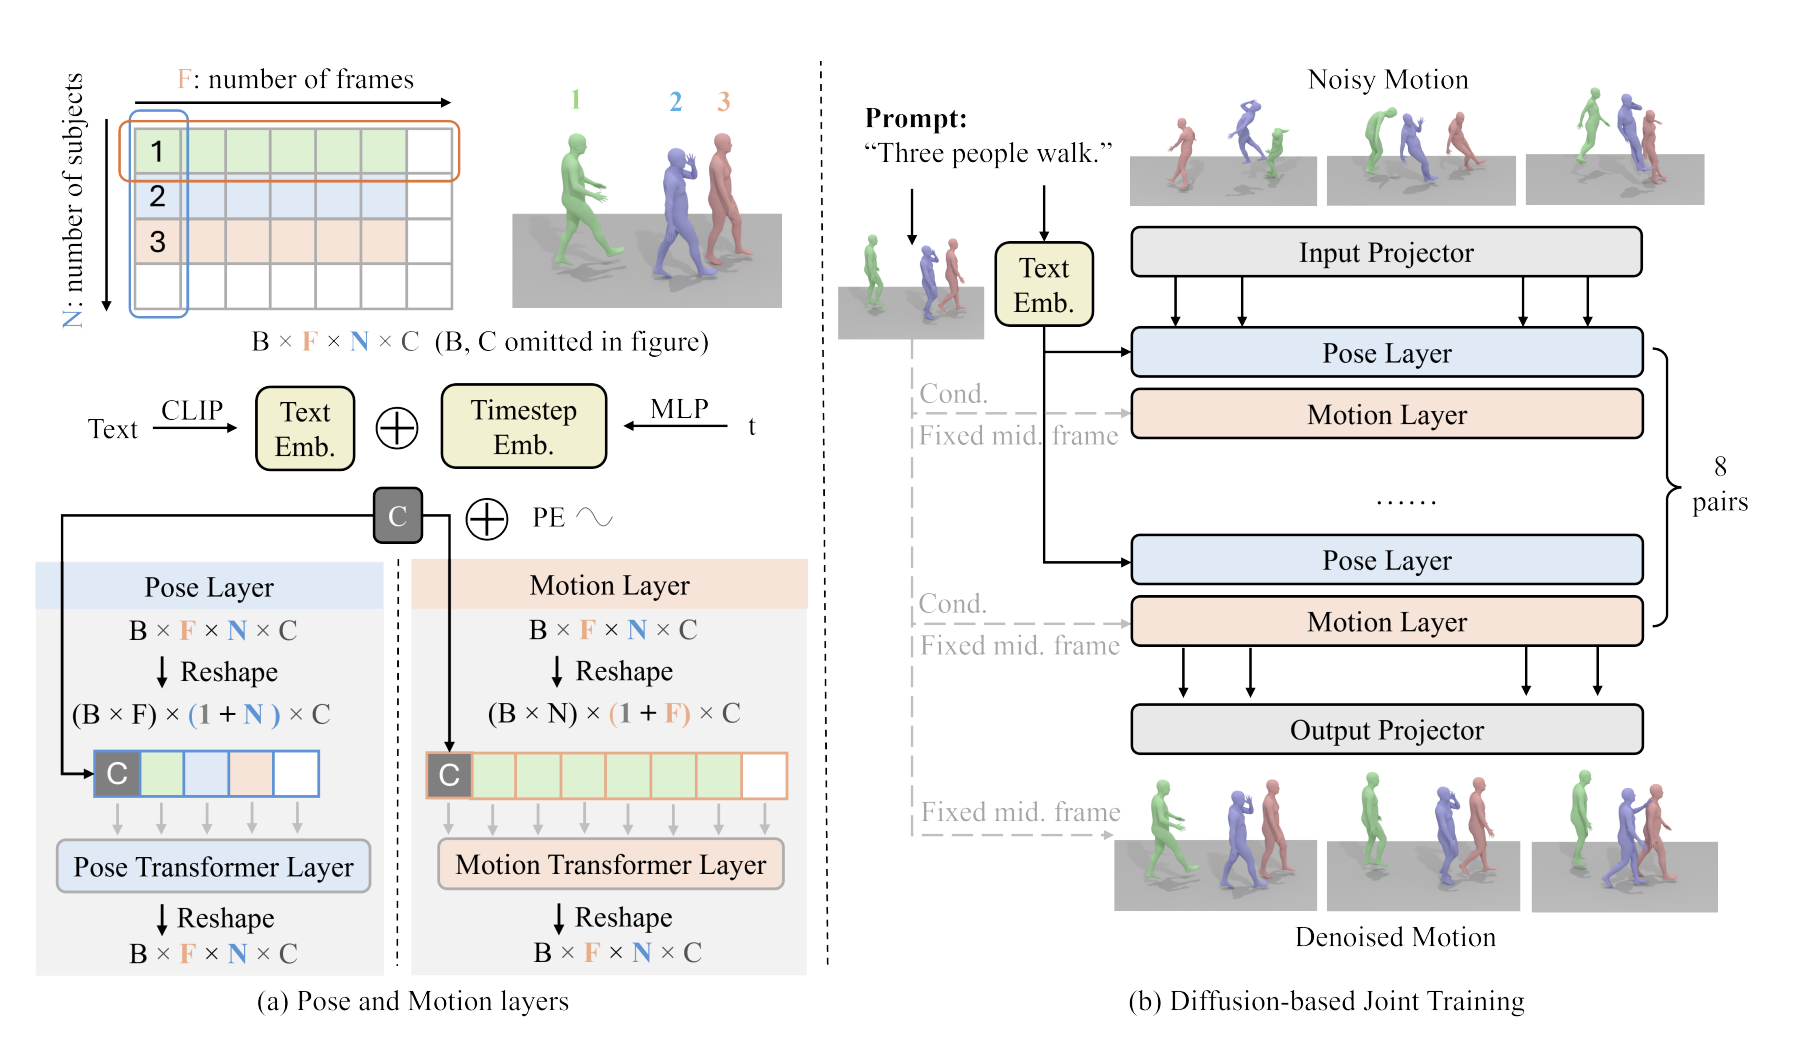 F: number of frames
N: number of subjects
1
2
3
1 2 3
B × F × N × C (B, C omitted in figure)
Text
CLIP
Text
Emb.
Timestep
Emb.
MLP
t
C
PE
Pose Layer
B × F × N × C
Reshape
(B × F) × (1 + N ) × C
C
Pose Transformer Layer
Reshape
B × F × N × C
Motion Layer
B × F × N × C
Reshape
(B × N) × (1 + F) × C
C
Motion Transformer Layer
Reshape
B × F × N × C
(a) Pose and Motion layers
Prompt:
“Three people walk.”
Text
Emb.
Noisy Motion
Input Projector
Pose Layer
Cond.
Motion Layer
Fixed mid. frame
……
8
pairs
Pose Layer
Cond.
Motion Layer
Fixed mid. frame
Output Projector
Fixed mid. frame
Denoised Motion
(b) Diffusion-based Joint Training